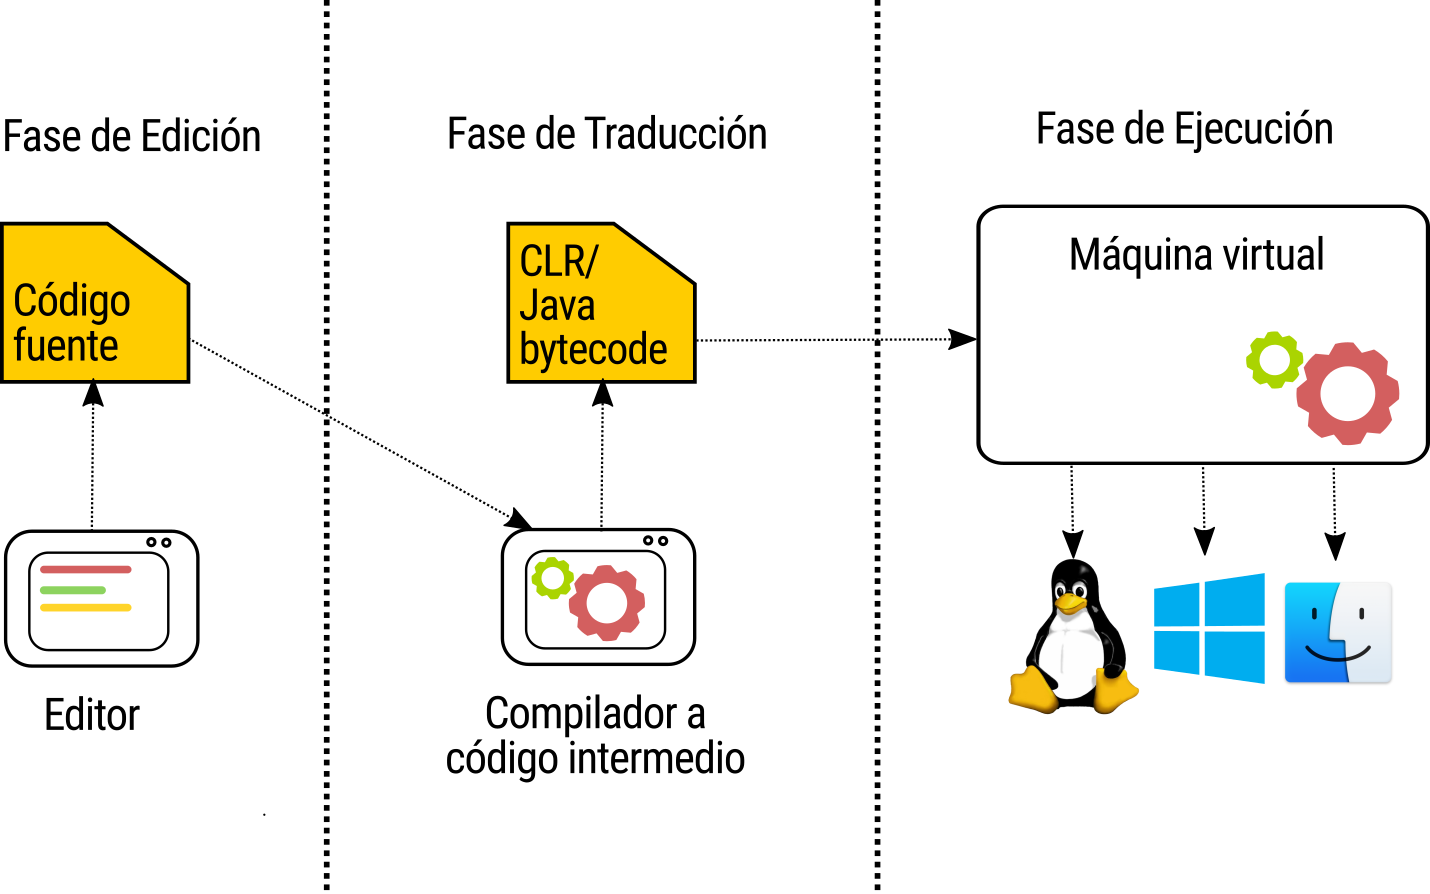 Fase de Edición
Fase de Traducción
Fase de Ejecución
Código
fuente
CLR/
Java
bytecode
Máquina virtual
Editor
Compilador a
código intermedio